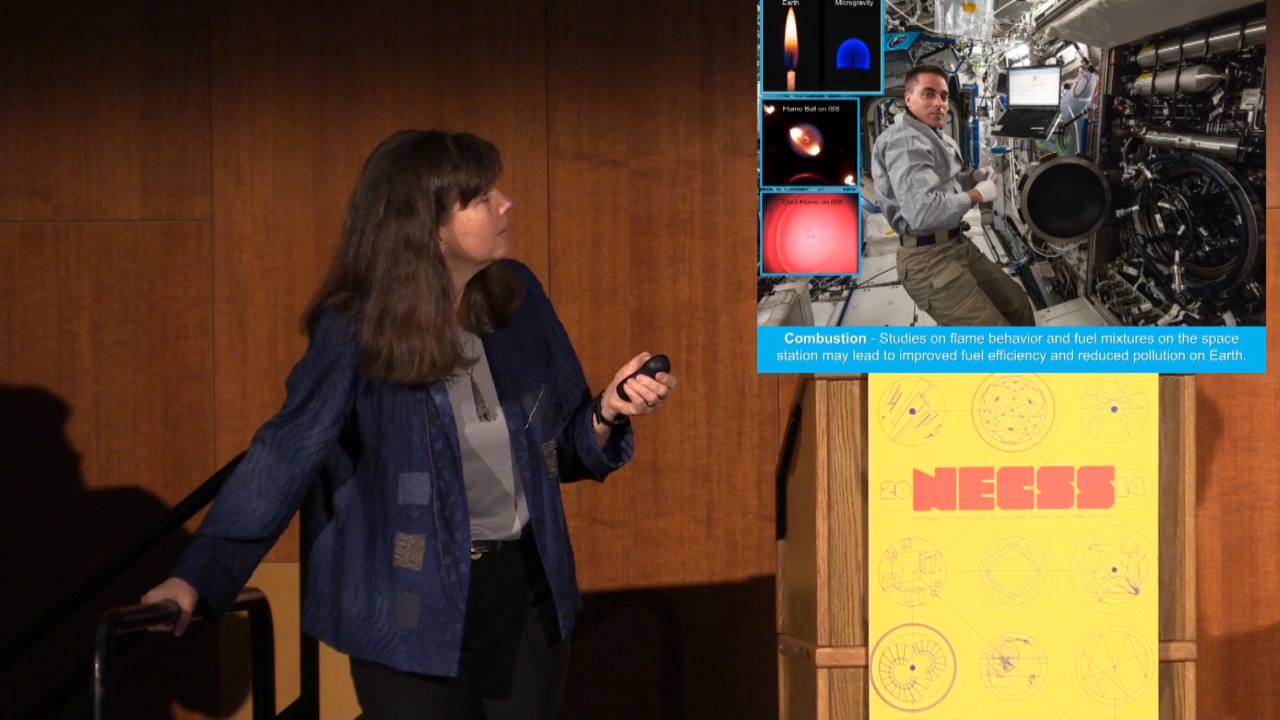 Earth
Microgravity
Flame Ball on ISS
Cool Flame on ISS
Combustion - Studies on flame behavior and fuel mixtures on the space
station may lead to improved fuel efficiency and reduced pollution on Earth.
20 NECSS 14